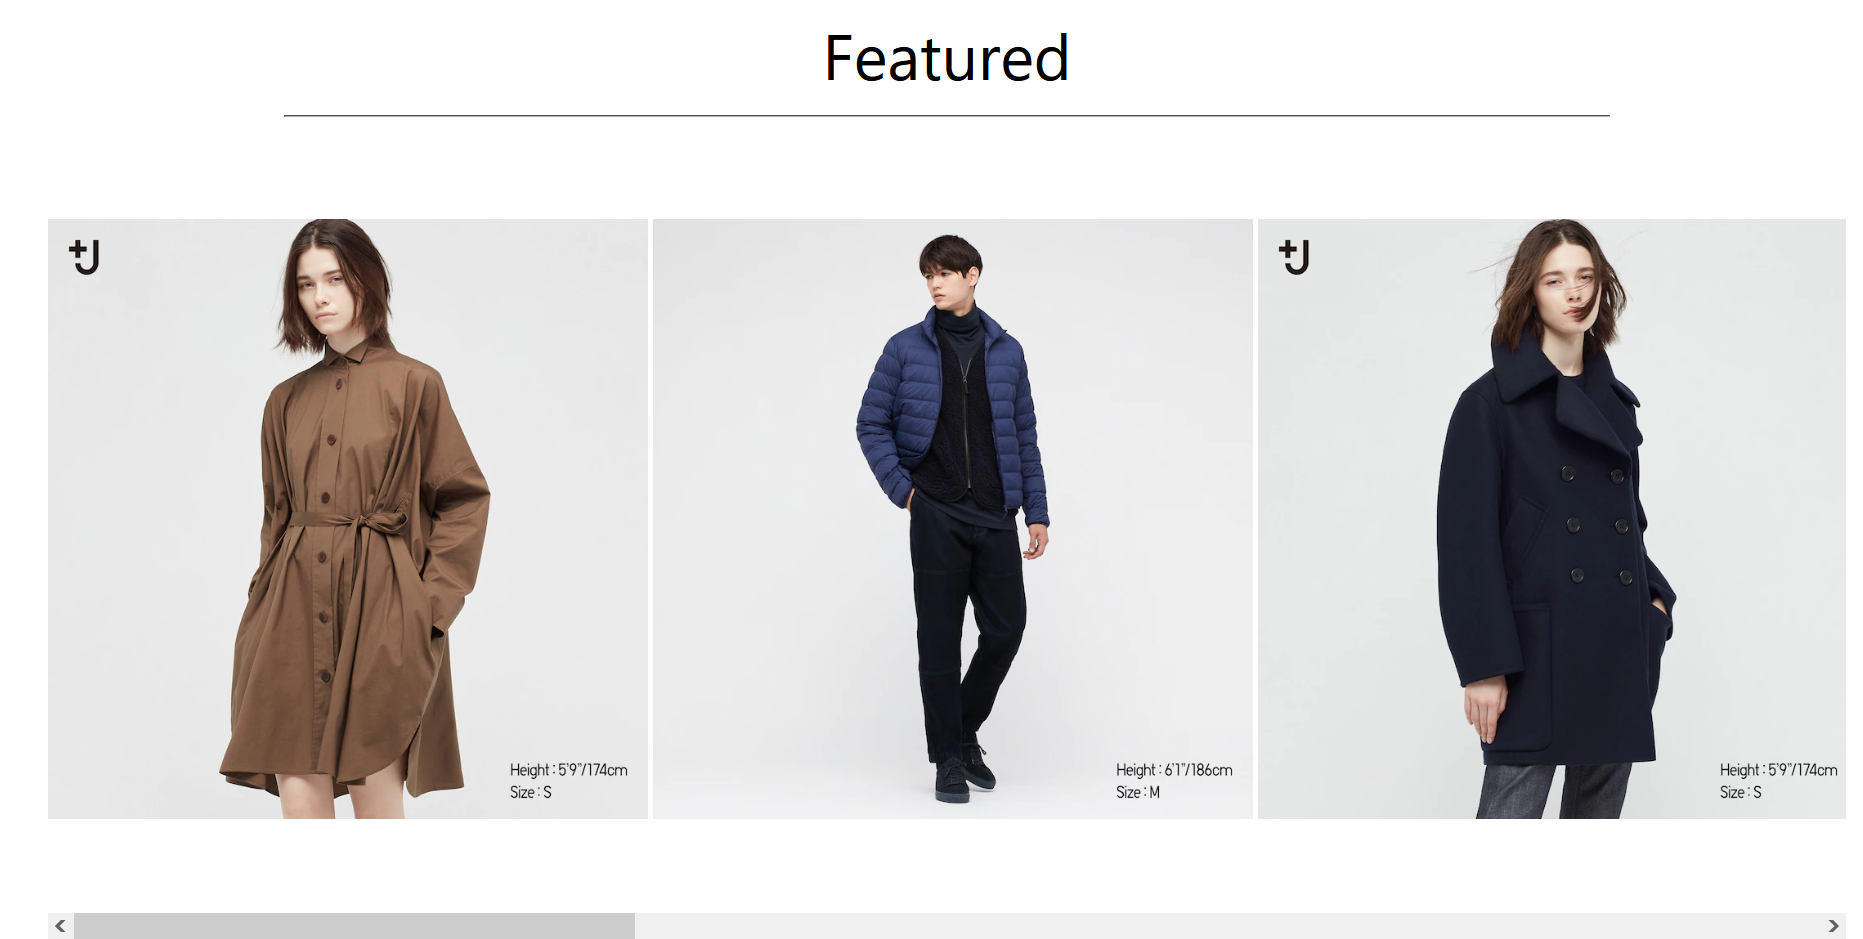 Featured
+J
Height : 5'9"/174cm
Size : S
Height : 6'1"/186cm
Size : M
+J
Height : 5'9"/174cm
Size : S